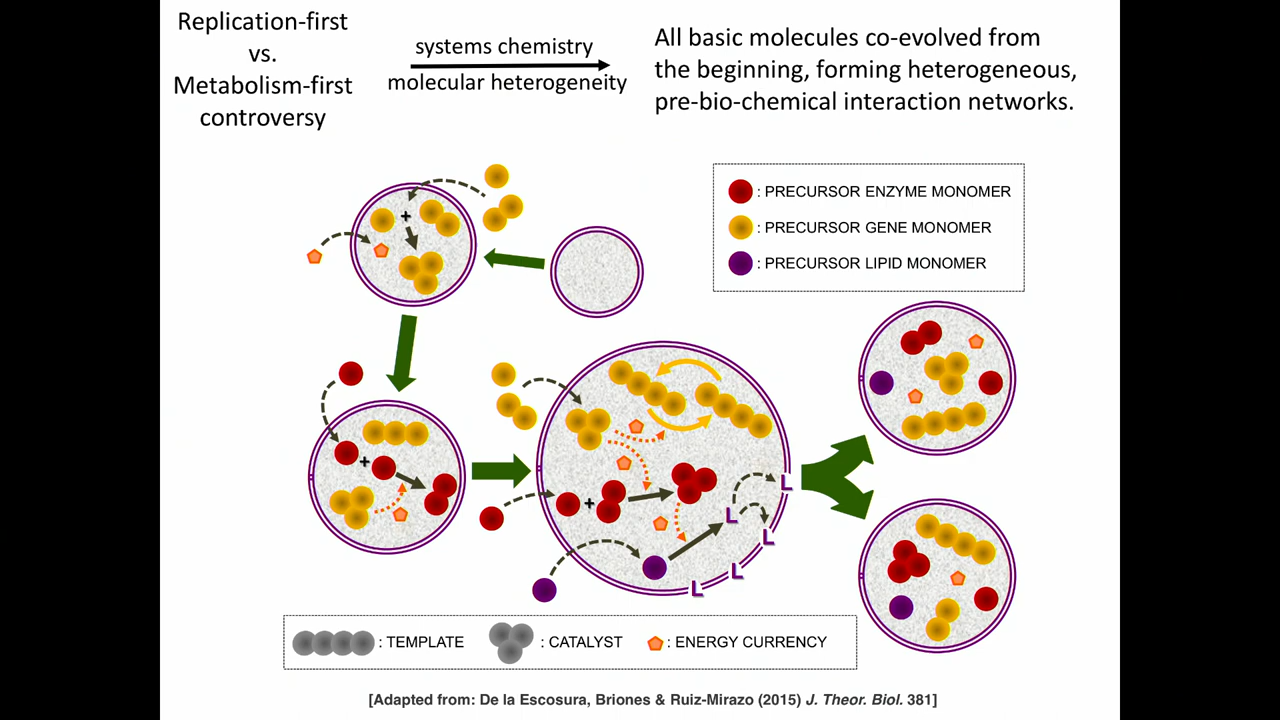 Replication-first
vs.
Metabolism-first
controversy
systems chemistry
molecular heterogeneity
All basic molecules co-evolved from
the beginning, forming heterogeneous,
pre-bio-chemical interaction networks.
: PRECURSOR ENZYME MONOMER
: PRECURSOR GENE MONOMER
: PRECURSOR LIPID MONOMER
+
+
+
L
L
L
L
L
: TEMPLATE
: CATALYST
: ENERGY CURRENCY
[Adapted from: De la Escosura, Briones & Ruiz-Mirazo (2015) J. Theor. Biol. 381]